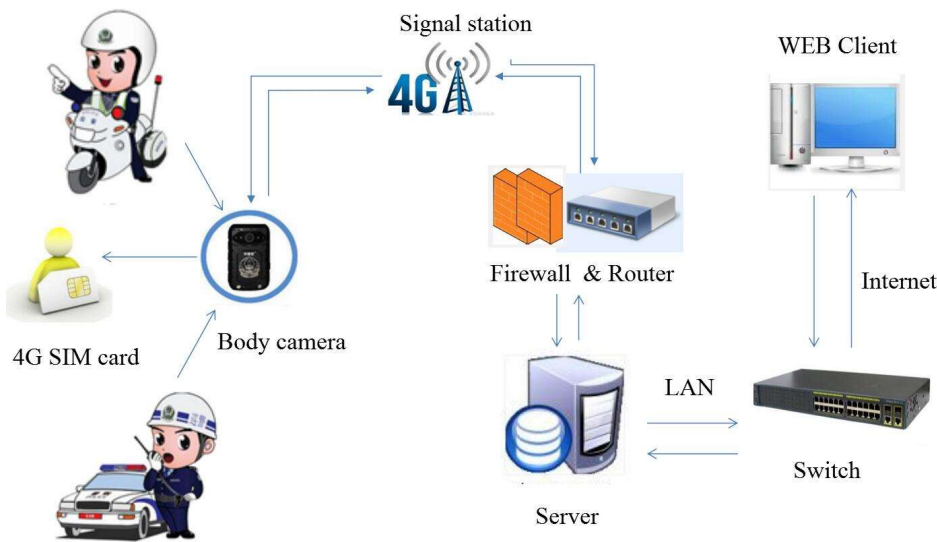 Signal station
WEB Client
4G
Firewall & Router
Internet
Body camera
4G SIM card
LAN
Switch
Server